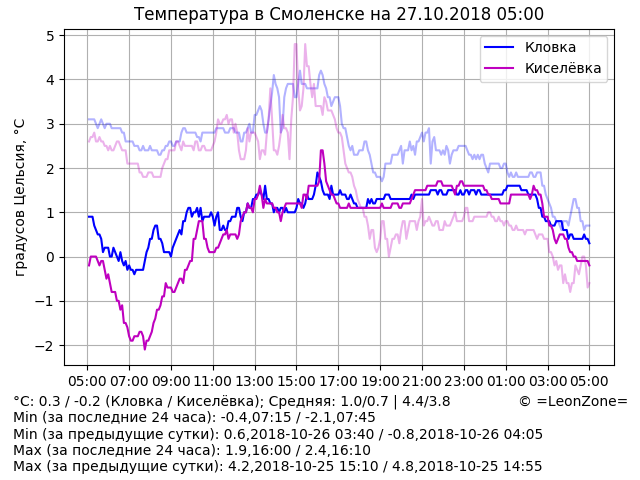 Температура в Смоленске на 27.10.2018 05:00
градусов Цельсия, °C
5
4
3
2
1
0
−1
−2
Кловка
Киселёвка
05:00 07:00 09:00 11:00 13:00 15:00 17:00 19:00 21:00 23:00 01:00 03:00 05:00
°C: 0.3 / -0.2 (Кловка / Киселёвка); Средняя: 1.0/0.7 | 4.4/3.8 © =LeonZone=
Min (за последние 24 часа): -0.4,07:15 / -2.1,07:45
Min (за предыдущие сутки): 0.6,2018-10-26 03:40 / -0.8,2018-10-26 04:05
Max (за последние 24 часа): 1.9,16:00 / 2.4,16:10
Max (за предыдущие сутки): 4.2,2018-10-25 15:10 / 4.8,2018-10-25 14:55